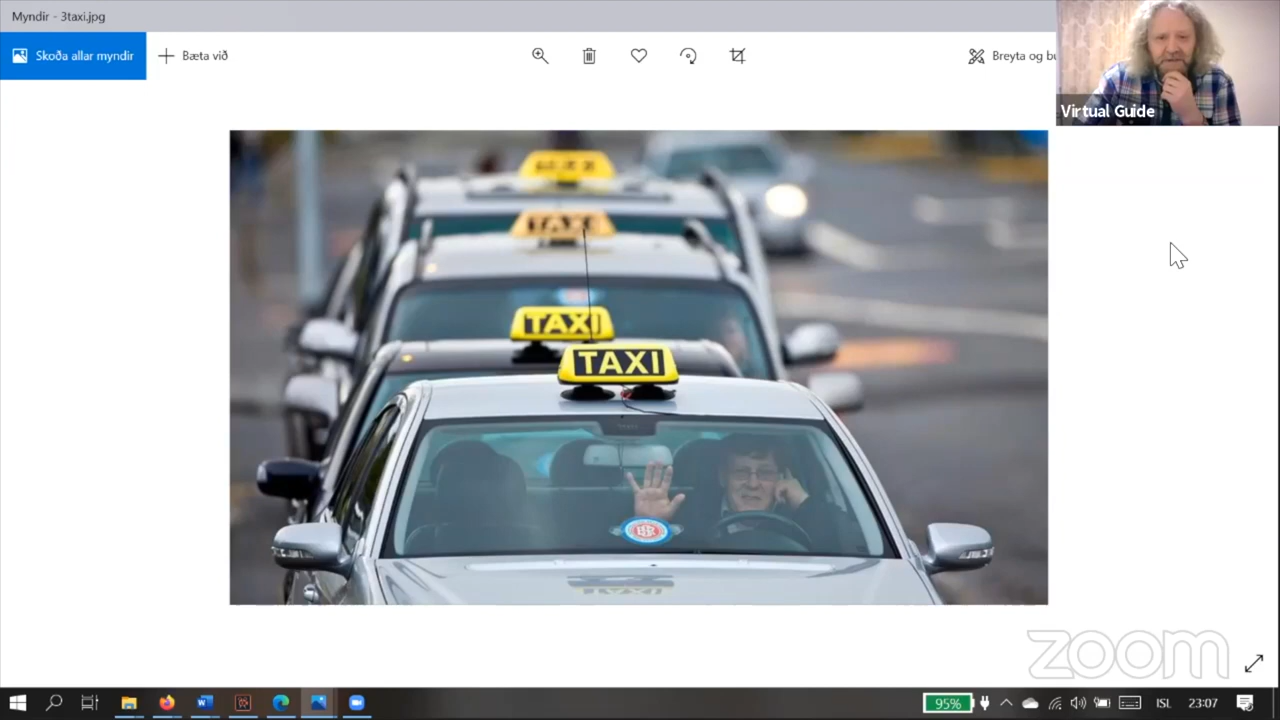 Myndir - 3taxi.jpg
Skoða allar myndir
Bæta við
Breyta og
Virtual Guide
TAXI
TAXI
TAXI
zoom
95%
ISL
23:07